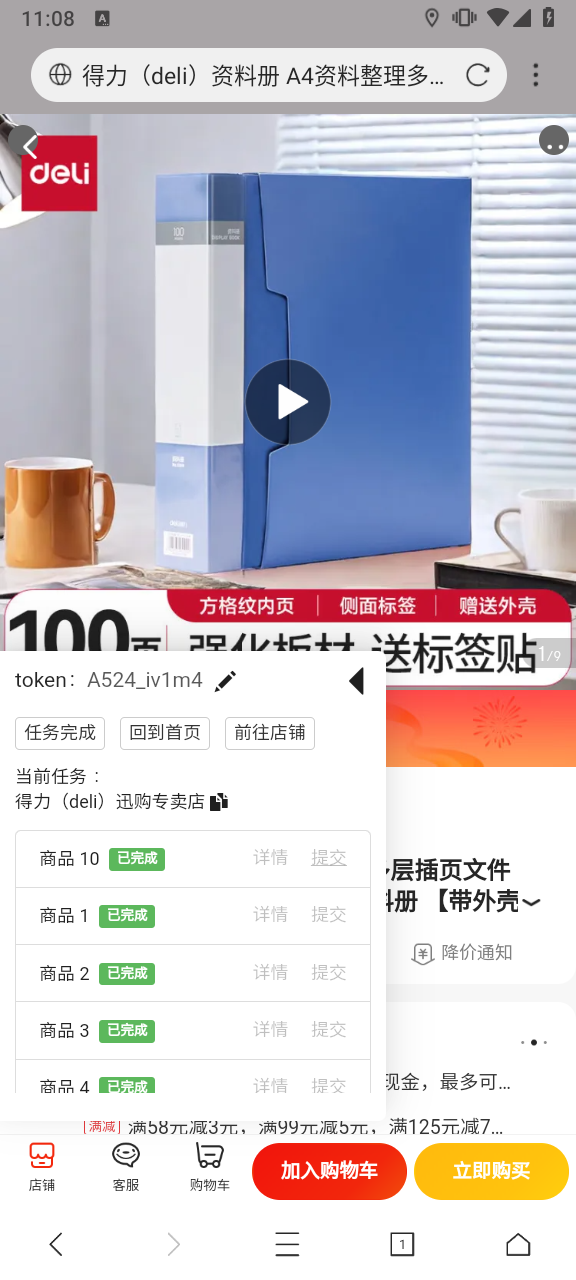 11:08
A
得力（deli）资料册 A4资料整理多...
deli
100
方格纹内页 侧面标签 赠送外壳
100页 强化板材 送标签贴
1/9
token: A524_iv1m4
任务完成 回到首页 前往店铺
当前任务：
得力（deli）迅购专卖店
商品 10 已完成 详情 提交
商品 1 已完成 详情 提交
商品 2 已完成 详情 提交
商品 3 已完成 详情 提交
商品 4 已完成 详情 提交
层插页文件
册 【带外壳
降价通知
现金，最多可...
满减 满58元减3元，满99元减5元，满125元减7...
店铺 客服 购物车 加入购物车 立即购买
1